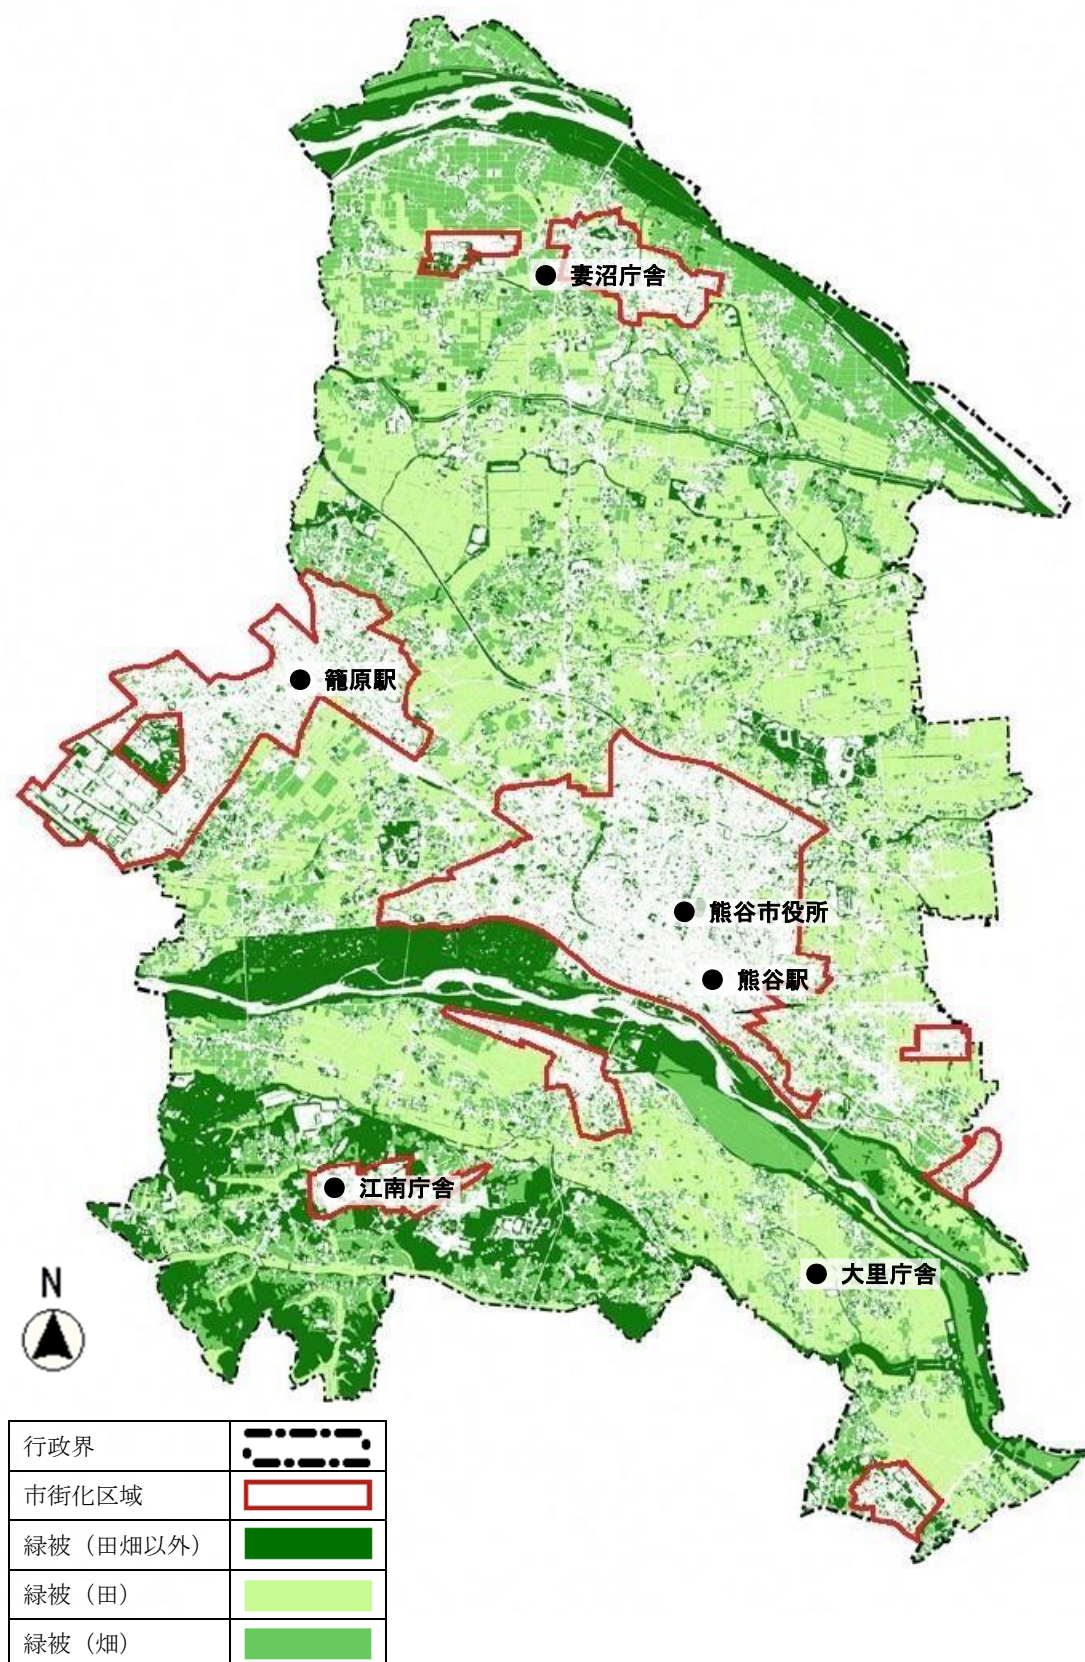 妻沼庁舎
籠原駅
熊谷市役所
熊谷駅
江南庁舎
大里庁舎
N
行政界
市街化区域
緑被（田畑以外）
緑被（田）
緑被（畑）